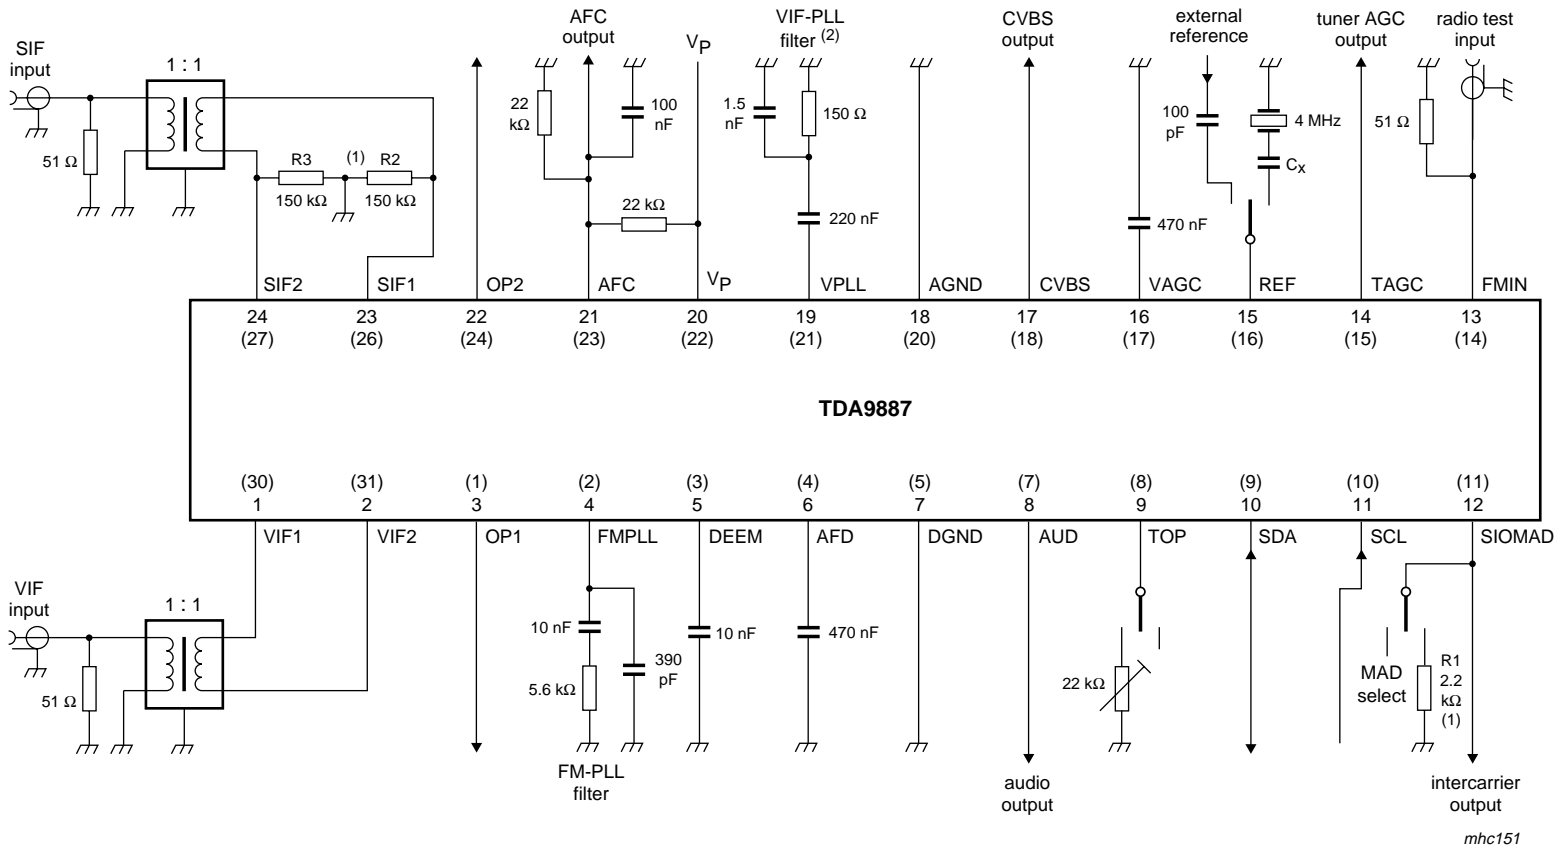 SIF
input
1 : 1
51 Ω
R3
(1)
R2
150 kΩ
150 kΩ
AFC
output
22
kΩ
100
nF
VP
22 kΩ
VIF-PLL
filter (2)
1.5
nF
150 Ω
220 nF
CVBS
output
external
reference
100
pF
4 MHz
Cx
470 nF
tuner AGC
output
radio test
input
51 Ω
SIF2
SIF1
OP2
AFC
VP
VPLL
AGND
CVBS
VAGC
REF
TAGC
FMIN
24
23
22
21
20
19
18
17
16
15
14
13
(27)
(26)
(24)
(23)
(22)
(21)
(20)
(18)
(17)
(16)
(15)
(14)
TDA9887
(30)
(31)
(1)
(2)
(3)
(4)
(5)
(7)
(8)
(9)
(10)
(11)
1
2
3
4
5
6
7
8
9
10
11
12
VIF1
VIF2
OP1
FMPLL
DEEM
AFD
DGND
AUD
TOP
SDA
SCL
SIOMAD
VIF
input
1 : 1
51 Ω
10 nF
5.6 kΩ
390
pF
FM-PLL
filter
10 nF
470 nF
audio
output
22 kΩ
MAD
select
R1
2.2
kΩ
(1)
intercarrier
output
mhc151